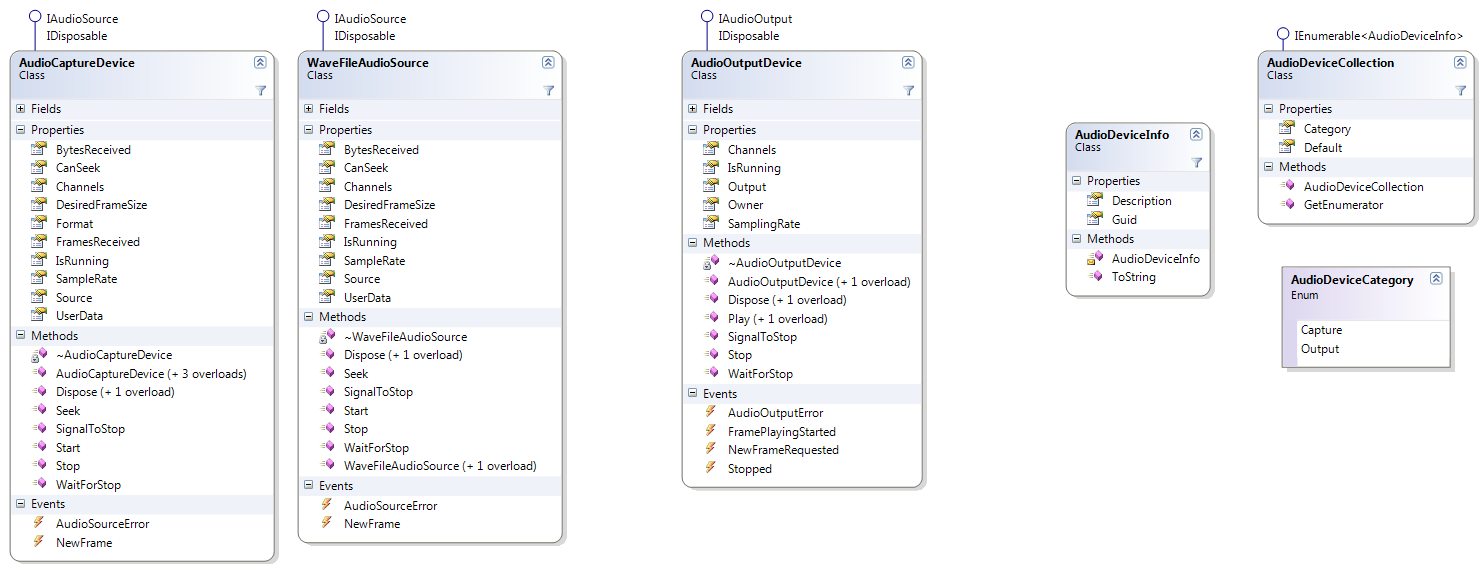 IAudioSource
IDisposable
AudioCaptureDevice
Class
Fields
Properties
BytesReceived
CanSeek
Channels
DesiredFrameSize
Format
FramesReceived
IsRunning
SampleRate
Source
UserData
Methods
~AudioCaptureDevice
AudioCaptureDevice (+ 3 overloads)
Dispose (+ 1 overload)
Seek
SignalToStop
Start
Stop
WaitForStop
Events
AudioSourceError
NewFrame
IAudioSource
IDisposable
WaveFileAudioSource
Class
Fields
Properties
BytesReceived
CanSeek
Channels
DesiredFrameSize
FramesReceived
IsRunning
SampleRate
Source
UserData
Methods
~WaveFileAudioSource
Dispose (+ 1 overload)
Seek
SignalToStop
Start
Stop
WaitForStop
WaveFileAudioSource (+ 1 overload)
Events
AudioSourceError
NewFrame
IAudioOutput
IDisposable
AudioOutputDevice
Class
Fields
Properties
Channels
IsRunning
Output
Owner
SamplingRate
Methods
~AudioOutputDevice
AudioOutputDevice (+ 1 overload)
Dispose (+ 1 overload)
Play (+ 1 overload)
SignalToStop
Stop
WaitForStop
Events
AudioOutputError
FramePlayingStarted
NewFrameRequested
Stopped
AudioDeviceInfo
Class
Properties
Description
Guid
Methods
AudioDeviceInfo
ToString
IEnumerable<AudioDeviceInfo>
AudioDeviceCollection
Class
Properties
Category
Default
Methods
AudioDeviceCollection
GetEnumerator
AudioDeviceCategory
Enum
Capture
Output